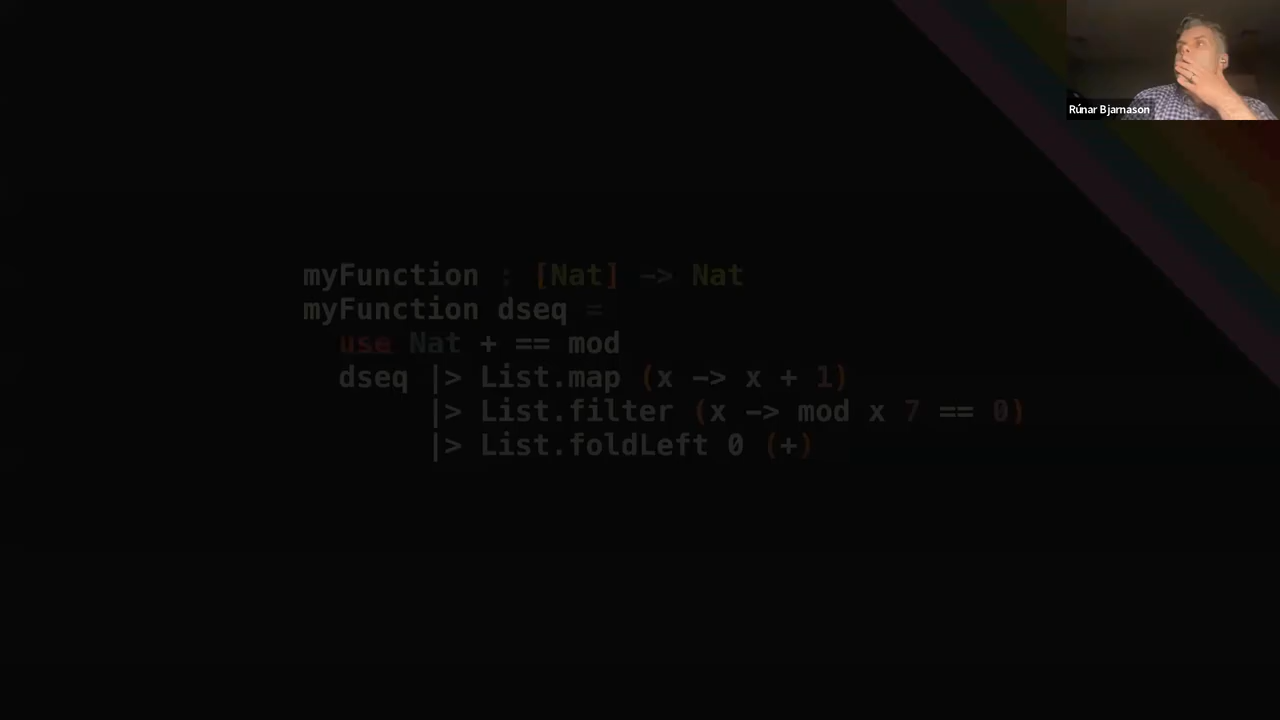 Rúnar Bjarnason
myFunction : [Nat] -> Nat
myFunction dseq =
use Nat + == mod
dseq |> List.map (x -> x + 1)
|> List.filter (x -> mod x 7 == 0)
|> List.foldLeft 0 (+)